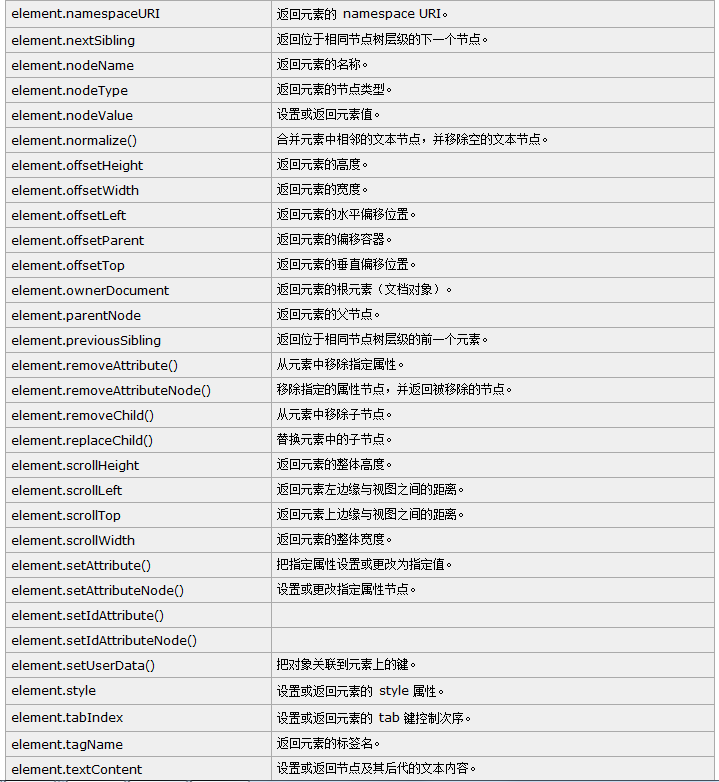 element.namespaceURI 返回元素的 namespace URI。
element.nextSibling 返回位于相同节点树层级的下一个节点。
element.nodeName 返回元素的名称。
element.nodeType 返回元素的节点类型。
element.nodeValue 设置或返回元素值。
element.normalize() 合并元素中相邻的文本节点，并移除空的文本节点。
element.offsetHeight 返回元素的高度。
element.offsetWidth 返回元素的宽度。
element.offsetLeft 返回元素的水平偏移位置。
element.offsetParent 返回元素的偏移容器。
element.offsetTop 返回元素的垂直偏移位置。
element.ownerDocument 返回元素的根元素（文档对象）。
element.parentNode 返回元素的父节点。
element.previousSibling 返回位于相同节点树层级的前一个元素。
element.removeAttribute() 从元素中移除指定属性。
element.removeAttributeNode() 移除指定的属性节点，并返回被移除的节点。
element.removeChild() 从元素中移除子节点。
element.replaceChild() 替换元素中的子节点。
element.scrollHeight 返回元素的整体高度。
element.scrollLeft 返回元素左边缘与视图之间的距离。
element.scrollTop 返回元素上边缘与视图之间的距离。
element.scrollWidth 返回元素的整体宽度。
element.setAttribute() 把指定属性设置或更改为指定值。
element.setAttributeNode() 设置或更改指定属性节点。
element.setIdAttribute()
element.setIdAttributeNode()
element.setUserData() 把对象关联到元素上的键。
element.style 设置或返回元素的 style 属性。
element.tabIndex 设置或返回元素的 tab 键控制次序。
element.tagName 返回元素的标签名。
element.textContent 设置或返回节点及其后代的文本内容。